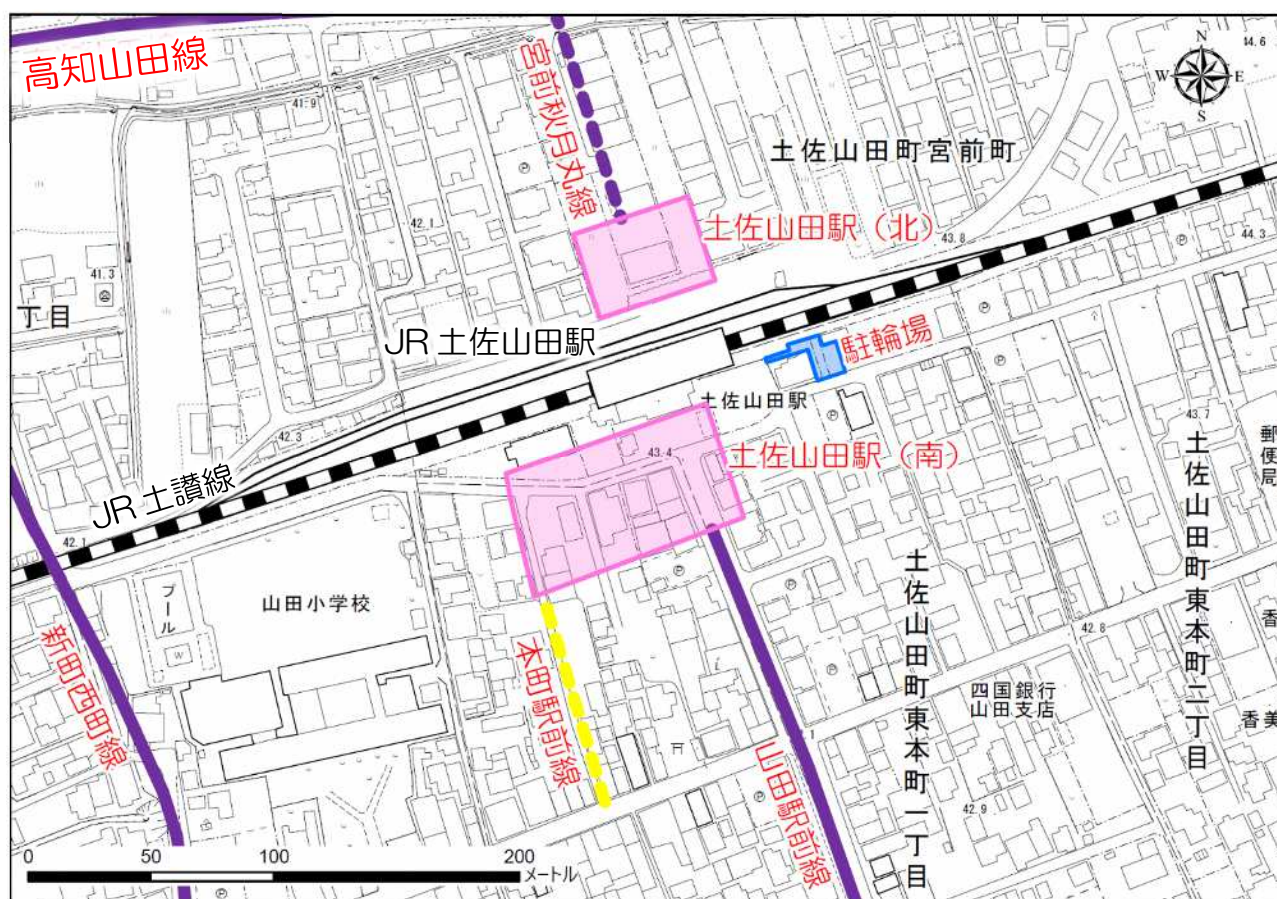 高知山田線
宮前秋月丸線
N
W
E
S
44.6
41.9
土佐山田町宮前町
42.1
土佐山田駅(北)
43.8
44.3
41.3
丁目
JR 土佐山田駅
駐輪場
土佐山田駅
42.3
43.4
土佐山田駅(南)
43.7
郵便局
JR 土讃線
42.1
プール
W
山田小学校
新町西町線
本町駅前線
山田駅前線
土佐山田町東本町一丁目
土佐山田町東本町二丁目
42.8
四国銀行
山田支店
香
香美
42.9
0
50
100
200
メートル
P
P
P
P
P
P
P
P
P